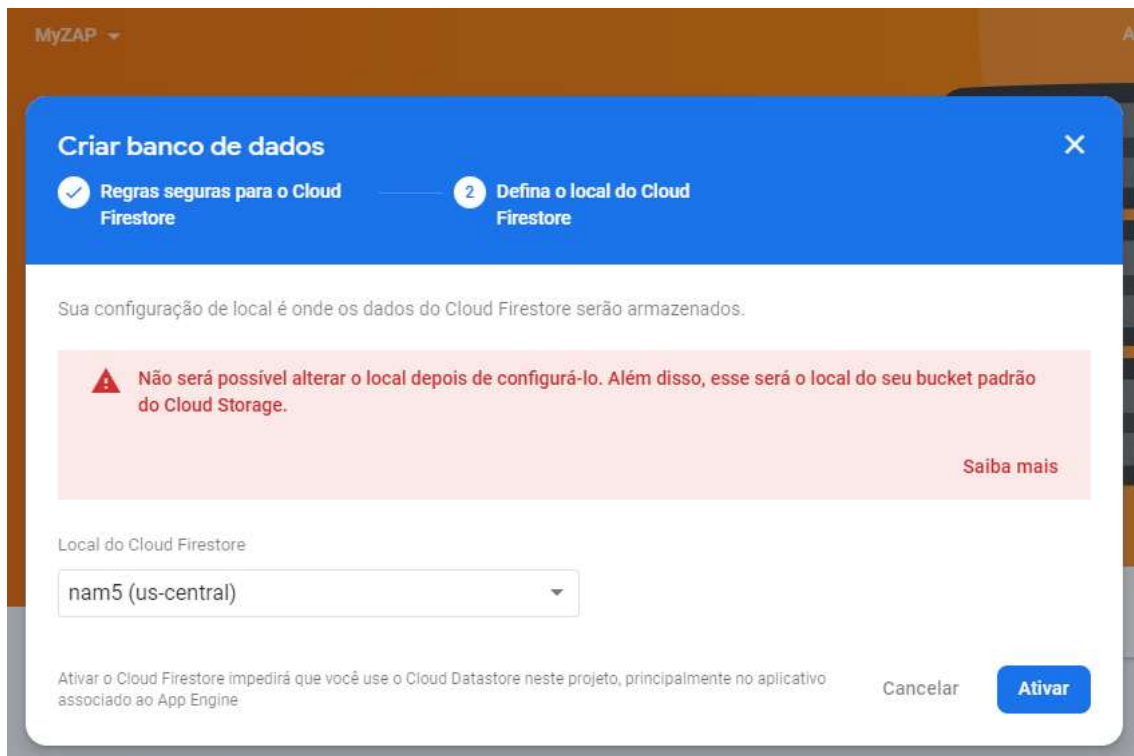 MyZAP
A
Criar banco de dados
Regras seguras para o Cloud
Firestore
2
Defina o local do Cloud
Firestore
Sua configuração de local é onde os dados do Cloud Firestore serão armazenados.
Não será possível alterar o local depois de configurá-lo. Além disso, esse será o local do seu bucket padrão
do Cloud Storage.
Saiba mais
Local do Cloud Firestore
nam5 (us-central)
Ativar o Cloud Firestore impedirá que você use o Cloud Datastore neste projeto, principalmente no aplicativo
associado ao App Engine
Cancelar
Ativar